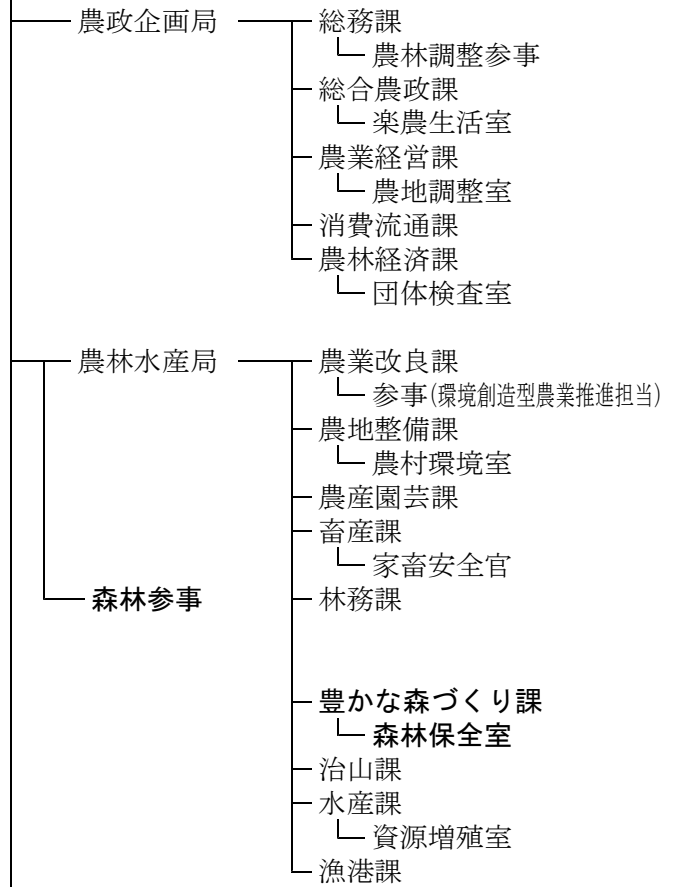 農政企画局
総務課
農林調整参事
総合農政課
楽農生活室
農業経営課
農地調整室
消費流通課
農林経済課
団体検査室
農林水産局
農業改良課
参事(環境創造型農業推進担当)
農地整備課
農村環境室
農産園芸課
畜産課
家畜安全官
森林参事
林務課
豊かな森づくり課
森林保全室
治山課
水産課
資源増殖室
漁港課